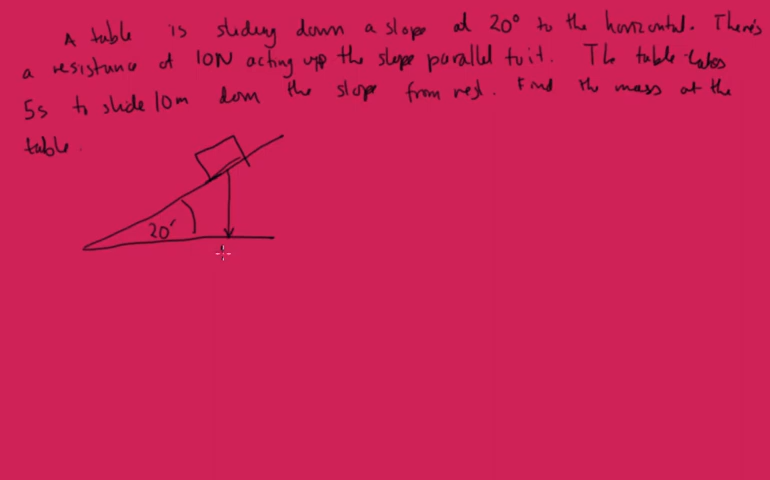 A table is sliding down a slope at 20° to the horizontal. There's
a resistance of 10N acting up the slope parallel to it. The table takes
5s to slide 10m down the slope from rest. Find the mass of the
table.
20°